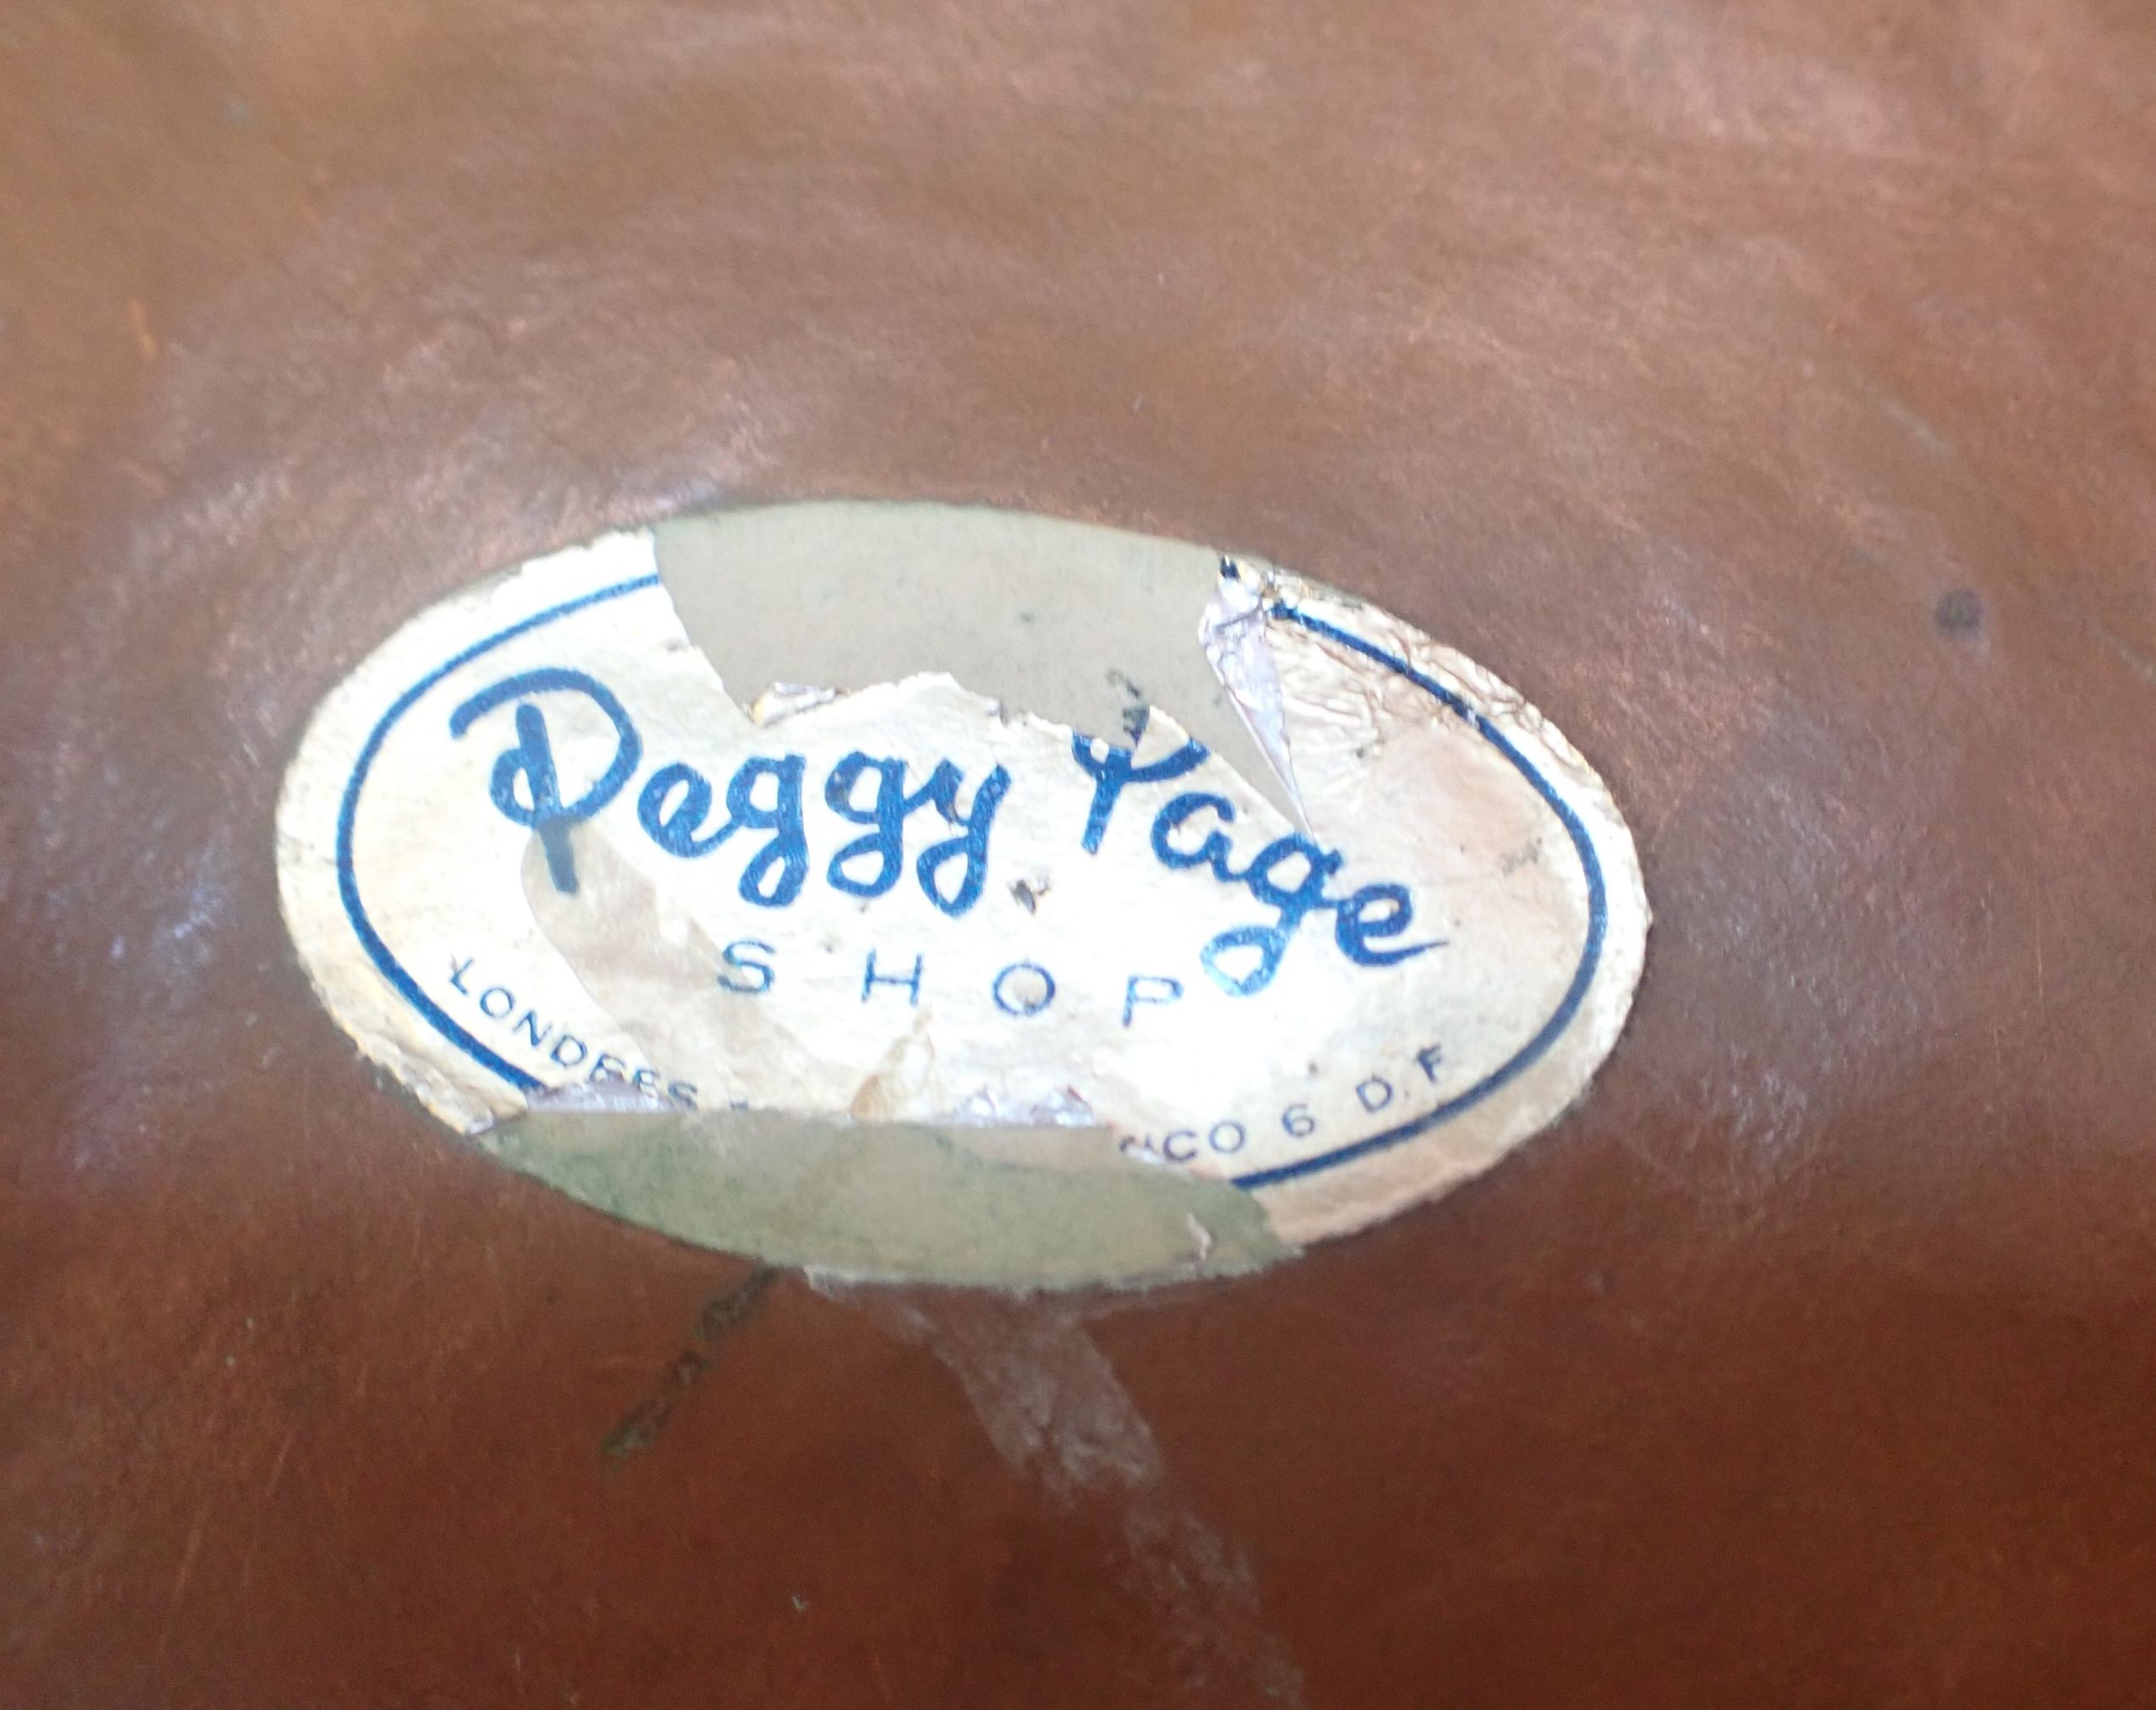 Peggy Page
SHOP
LONDRES
6 D.F